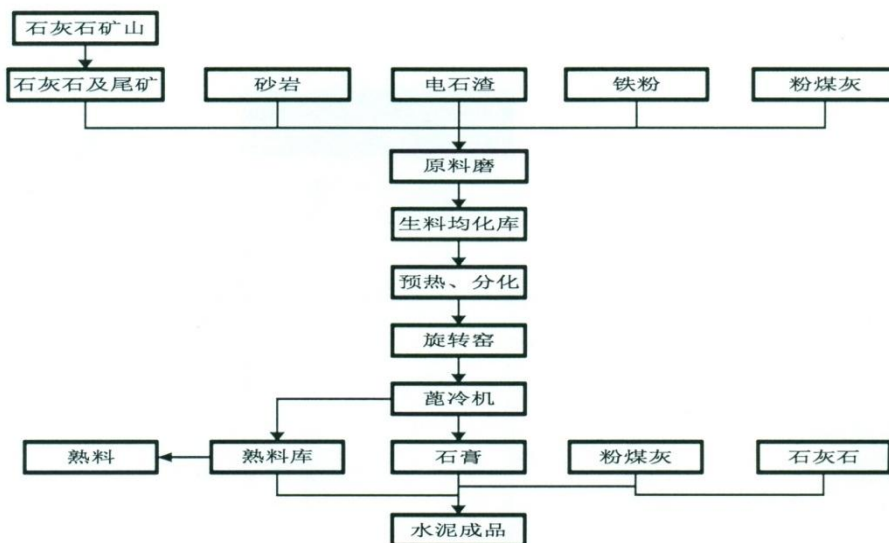 石灰石矿山
石灰石及尾矿
砂岩
电石渣
铁粉
粉煤灰
原料磨
生料均化库
预热、分化
旋转窑
蓖冷机
熟料
熟料库
石膏
粉煤灰
石灰石
水泥成品